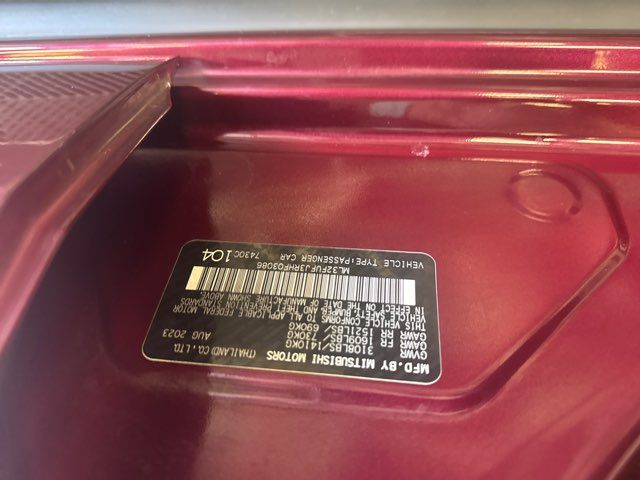 MFD. BY MITSUBISHI MOTORS
(THAILAND) CO., LTD.
GVWR 3108LBS/1410KG AUG 2023
GAWR FR 1609LBS/730KG
GAWR RR 1521LBS/690KG
THIS VEHICLE CONFORMS TO ALL APPLICABLE FEDERAL MOTOR
VEHICLE SAFETY, BUMPER, AND THEFT PREVENTION STANDARDS
IN EFFECT ON THE DATE OF MANUFACTURE SHOWN ABOVE.
ML32FUFJ3RHF03086
VEHICLE TYPE:PASSENGER CAR 7430C 104